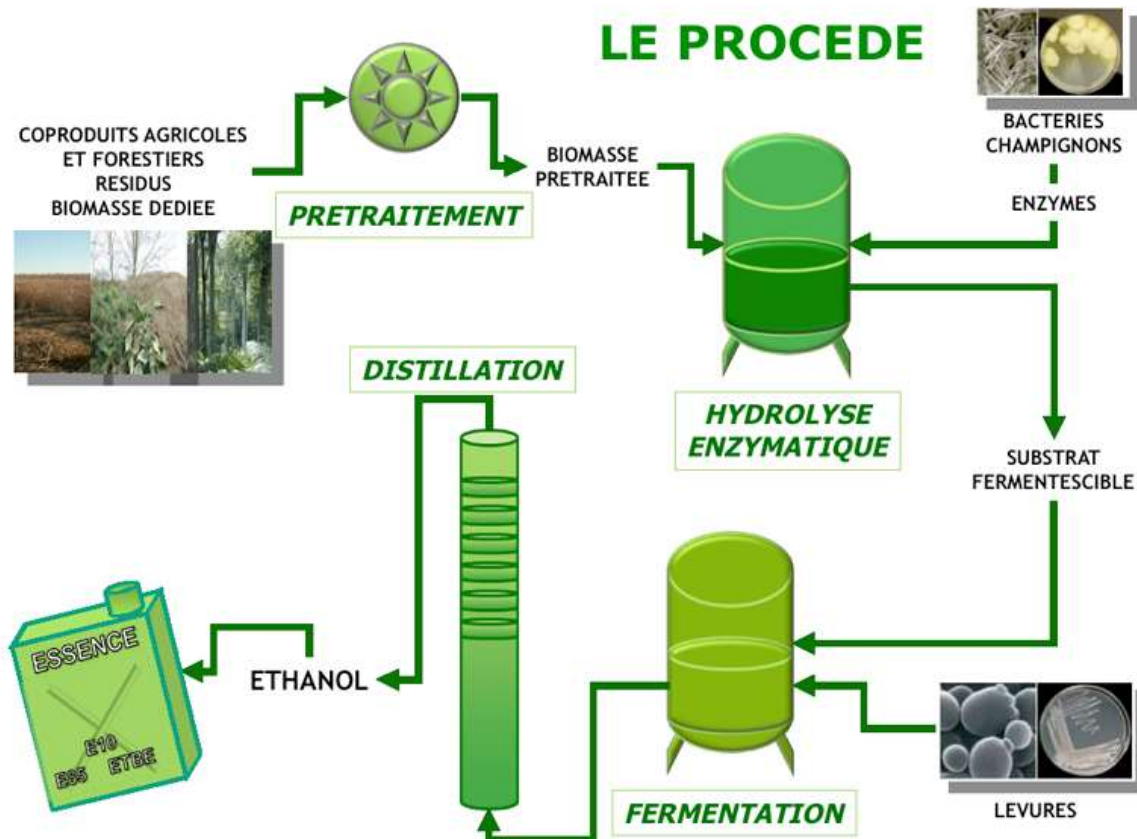 LE PROCEDE
COPRODUITS AGRICOLES
ET FORESTIERS
RESIDUS
BIOMASSE DEDIEE
PRETRAITEMENT
BIOMASSE
PRETRAITEE
BACTERIES
CHAMPIGNONS
ENZYMES
HYDROLYSE
ENZYMATIQUE
SUBSTRAT
FERMENTESCIBLE
LEVURES
FERMENTATION
DISTILLATION
ETHANOL
ESSENCE
E10
E85 ETBE